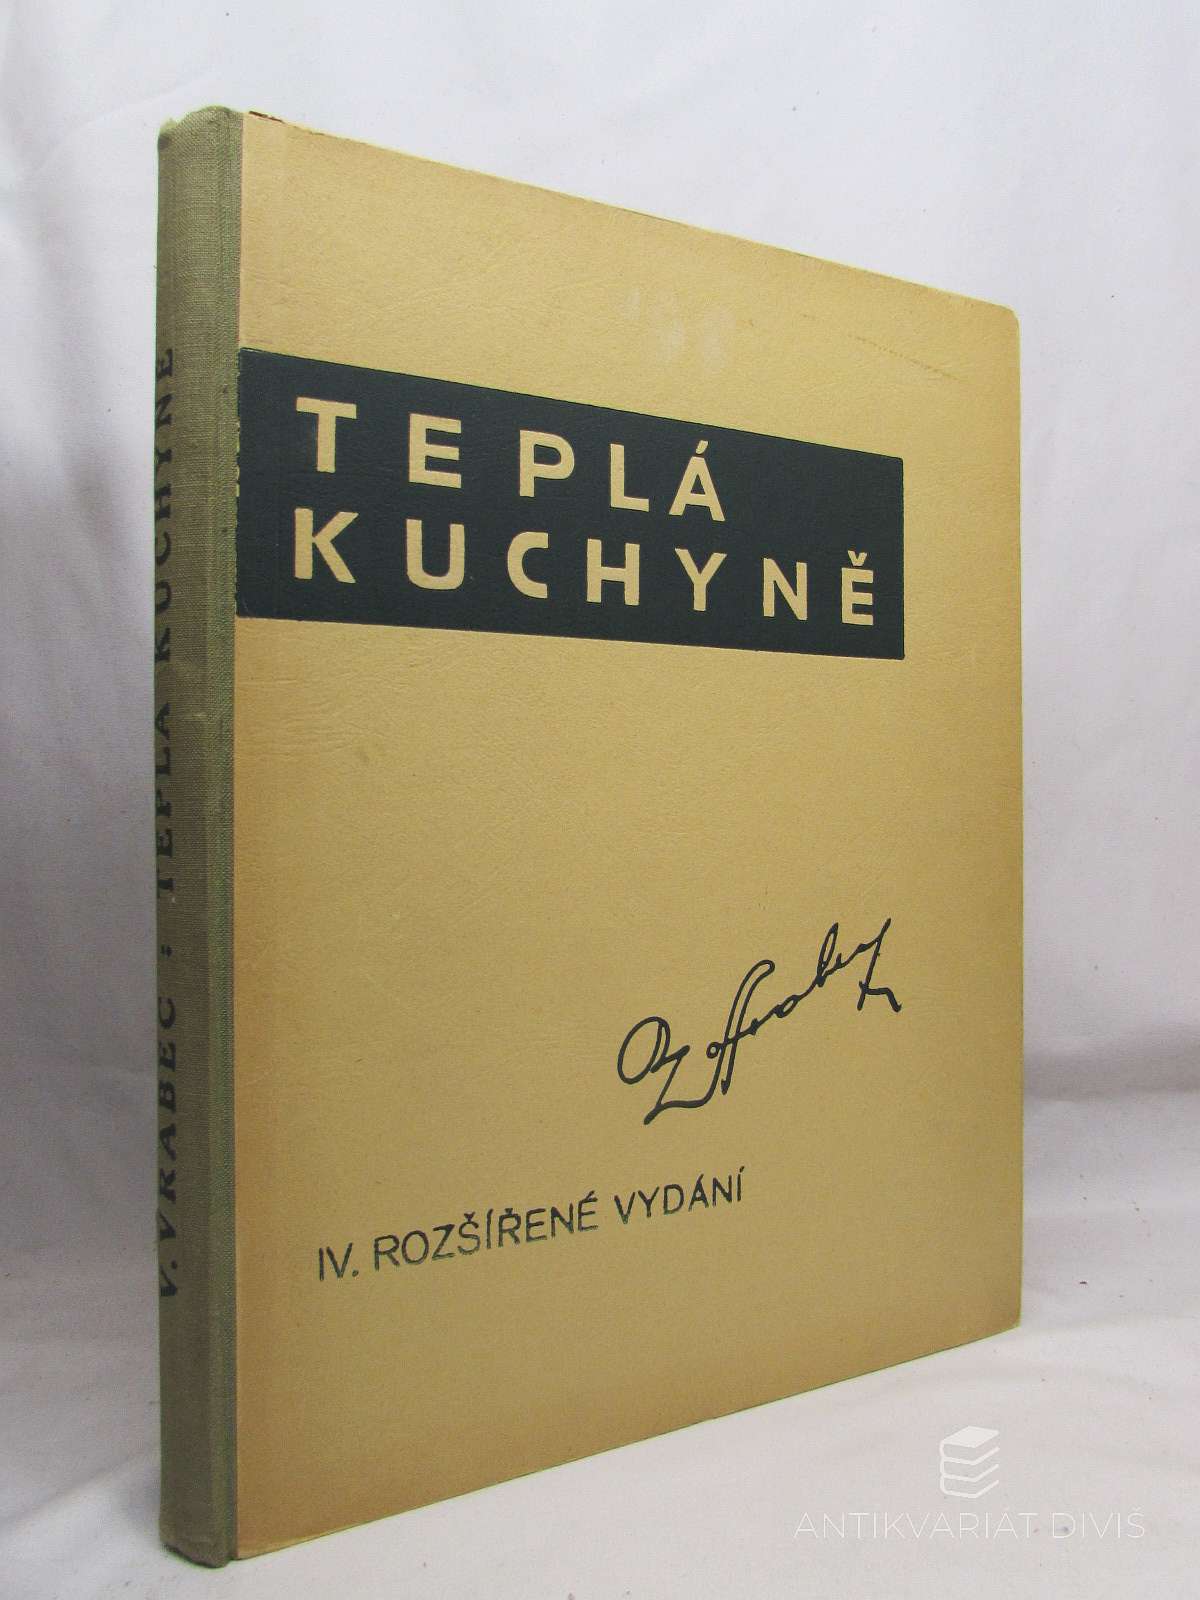 V. VRABEC : TEPLÁ KUCHYNĚ
TEPLÁ
KUCHYNĚ
IV. ROZŠÍŘENÉ VYDÁNÍ
ANTIKVARIÁT DIVIŠ